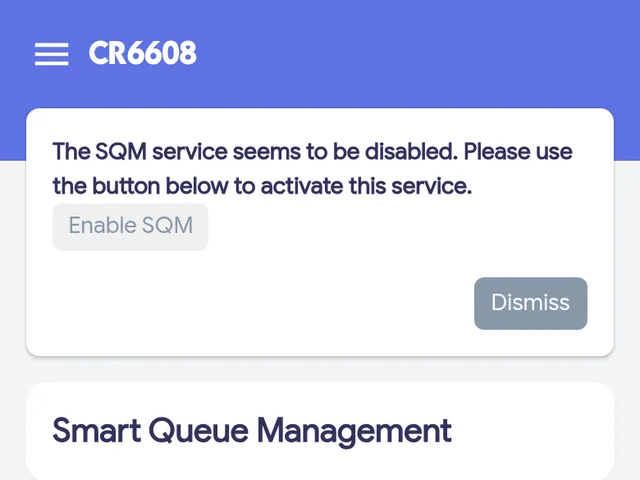 CR6608
The SQM service seems to be disabled. Please use
the button below to activate this service.
Enable SQM
Dismiss
Smart Queue Management